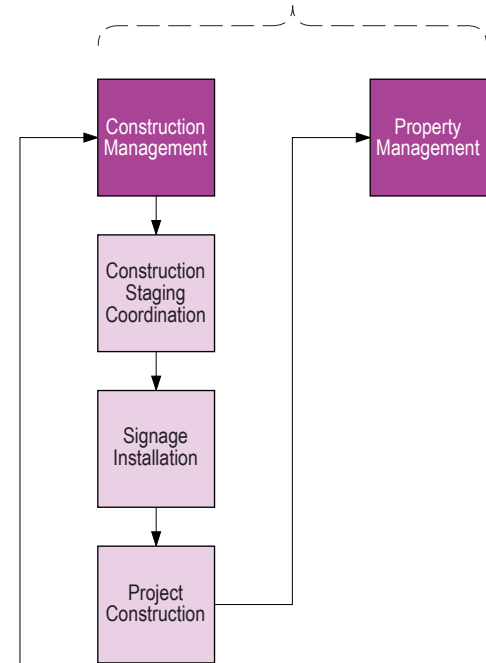 Construction
Management
Property
Management
Construction
Staging
Coordination
Signage
Installation
Project
Construction